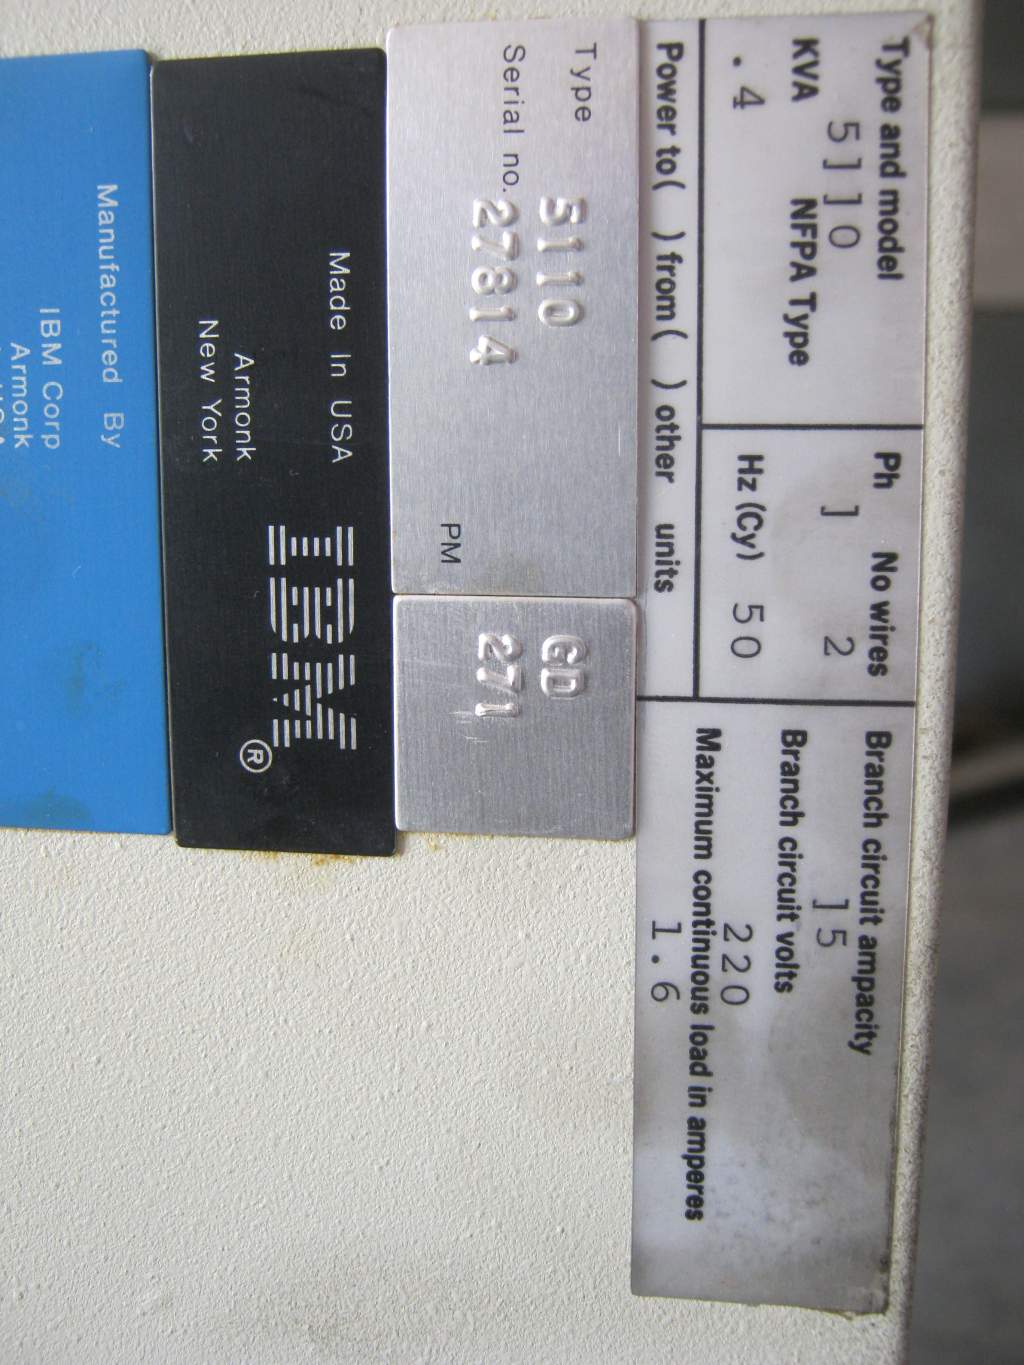 Type and model
5110
KVA NFPA Type
.4
Ph No wires
1 2
Hz (Cy) 50
Power to( ) from( ) other units
Branch circuit ampacity
15
Branch circuit volts
220
Maximum continuous load in amperes
1.6
Type 5110
Serial no. 27814
PM
GD
271
Made In USA
Armonk
New York
IBM ®
Manufactured By
IBM Corp
Armonk